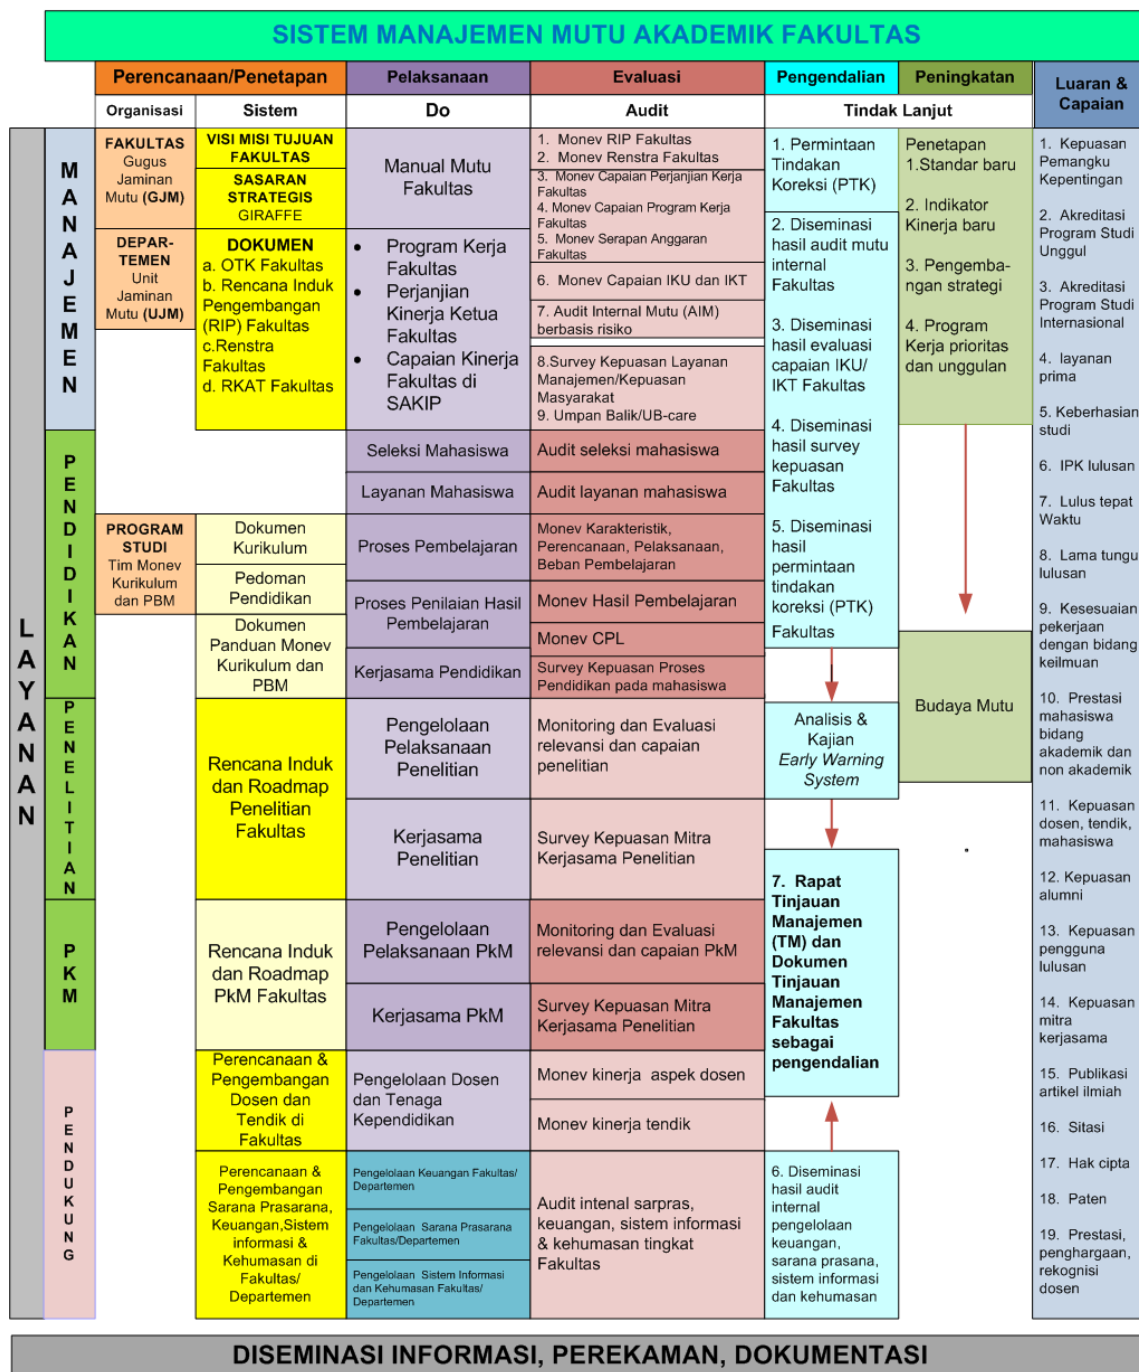 SISTEM MANAJEMEN MUTU AKADEMIK FAKULTAS
Perencanaan/Penetapan
Pelaksanaan
Evaluasi
Pengendalian
Peningkatan
Luaran &
Capaian
Organisasi
Sistem
Do
Audit
Tindak Lanjut
LAYANAN
MANAJEMEN
FAKULTAS
Gugus
Jaminan
Mutu (GJM)
DEPAR-
TEMEN
Unit
Jaminan
Mutu (UJM)
VISI MISI TUJUAN
FAKULTAS
SASARAN
STRATEGIS
GIRAFFE
DOKUMEN
a. OTK Fakultas
b. Rencana Induk
Pengembangan
(RIP) Fakultas
c.Renstra
Fakultas
d. RKAT Fakultas
Manual Mutu
Fakultas
• Program Kerja
Fakultas
• Perjanjian
Kinerja Ketua
Fakultas
• Capaian Kinerja
Fakultas di
SAKIP
1. Monev RIP Fakultas
2. Monev Renstra Fakultas
3. Monev Capaian Perjanjian Kerja
Fakultas
4. Monev Capaian Program Kerja
Fakultas
5. Monev Serapan Anggaran
Fakultas
6. Monev Capaian IKU dan IKT
7. Audit Internal Mutu (AIM)
berbasis risiko
8.Survey Kepuasan Layanan
Manajemen/Kepuasan
Masyarakat
9. Umpan Balik/UB-care
PENDIDIKAN
PROGRAM
STUDI
Tim Monev
Kurikulum
dan PBM
Dokumen
Kurikulum
Pedoman
Pendidikan
Dokumen
Panduan Monev
Kurikulum dan
PBM
Seleksi Mahasiswa
Layanan Mahasiswa
Proses Pembelajaran
Proses Penilaian Hasil
Pembelajaran
Kerjasama Pendidikan
Audit seleksi mahasiswa
Audit layanan mahasiswa
Monev Karakteristik,
Perencanaan, Pelaksanaan,
Beban Pembelajaran
Monev Hasil Pembelajaran
Monev CPL
Survey Kepuasan Proses
Pendidikan pada mahasiswa
PENELITIAN
Rencana Induk
dan Roadmap
Penelitian
Fakultas
Pengelolaan
Pelaksanaan
Penelitian
Kerjasama
Penelitian
Monitoring dan Evaluasi
relevansi dan capaian
penelitian
Survey Kepuasan Mitra
Kerjasama Penelitian
PKM
Rencana Induk
dan Roadmap
PkM Fakultas
Pengelolaan
Pelaksanaan PkM
Kerjasama PkM
Monitoring dan Evaluasi
relevansi dan capaian PkM
Survey Kepuasan Mitra
Kerjasama Penelitian
PENDUKUNG
Perencanaan &
Pengembangan
Dosen dan
Tendik di
Fakultas
Perencanaan &
Pengembangan
Sarana Prasarana,
Keuangan,Sistem
informasi &
Kehumasan di
Fakultas/
Departemen
Pengelolaan Dosen
dan Tenaga
Kependidikan
Pengelolaan Keuangan Fakultas/
Departemen
Pengelolaan Sarana Prasarana
Fakultas/Departemen
Pengelolaan Sistem Informasi
dan Kehumasan Fakultas/
Departemen
Monev kinerja aspek dosen
Monev kinerja tendik
Audit intenal sarpras,
keuangan, sistem informasi
& kehumasan tingkat
Fakultas
1. Permintaan
Tindakan
Koreksi (PTK)
2. Diseminasi
hasil audit mutu
internal
Fakultas
3. Diseminasi
hasil evaluasi
capaian IKU/
IKT Fakultas
4. Diseminasi
hasil survey
kepuasan
Fakultas
5. Diseminasi
hasil
permintaan
tindakan
koreksi (PTK)
Fakultas
Analisis &
Kajian
Early Warning
System
7. Rapat
Tinjauan
Manajemen
(TM) dan
Dokumen
Tinjauan
Manajemen
Fakultas
sebagai
pengendalian
6. Diseminasi
hasil audit
internal
pengelolaan
keuangan,
sarana prasana,
sistem informasi
dan kehumasan
Penetapan
1.Standar baru
2. Indikator
Kinerja baru
3. Pengemba-
ngan strategi
4. Program
Kerja prioritas
dan unggulan
Budaya Mutu
1. Kepuasan
Pemangku
Kepentingan
2. Akreditasi
Program Studi
Unggul
3. Akreditasi
Program Studi
Internasional
4. layanan
prima
5. Keberhasian
studi
6. IPK lulusan
7. Lulus tepat
Waktu
8. Lama tungu
lulusan
9. Kesesuaian
pekerjaan
dengan bidang
keilmuan
10. Prestasi
mahasiswa
bidang
akademik dan
non akademik
11. Kepuasan
dosen, tendik,
mahasiswa
12. Kepuasan
alumni
13. Kepuasan
pengguna
lulusan
14. Kepuasan
mitra
kerjasama
15. Publikasi
artikel ilmiah
16. Sitasi
17. Hak cipta
18. Paten
19. Prestasi,
penghargaan,
rekognisi
dosen
DISEMINASI INFORMASI, PEREKAMAN, DOKUMENTASI